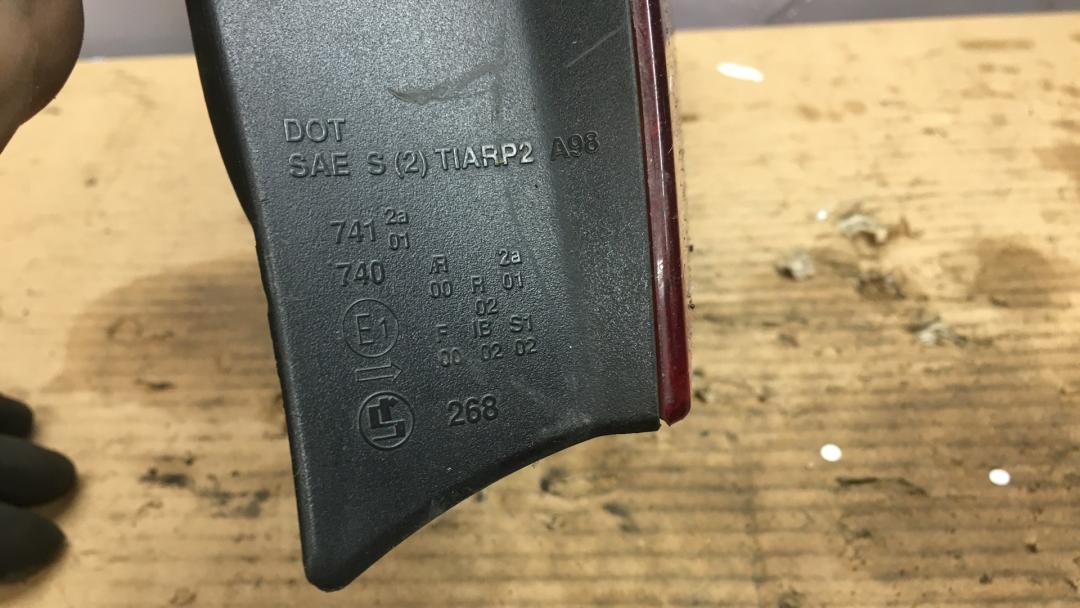 DOT
SAE S (2) TIARP2 A98
741 2a 01
740 AR 00 R 02 2a 01
E1 F 00 IB 02 S1 02
268